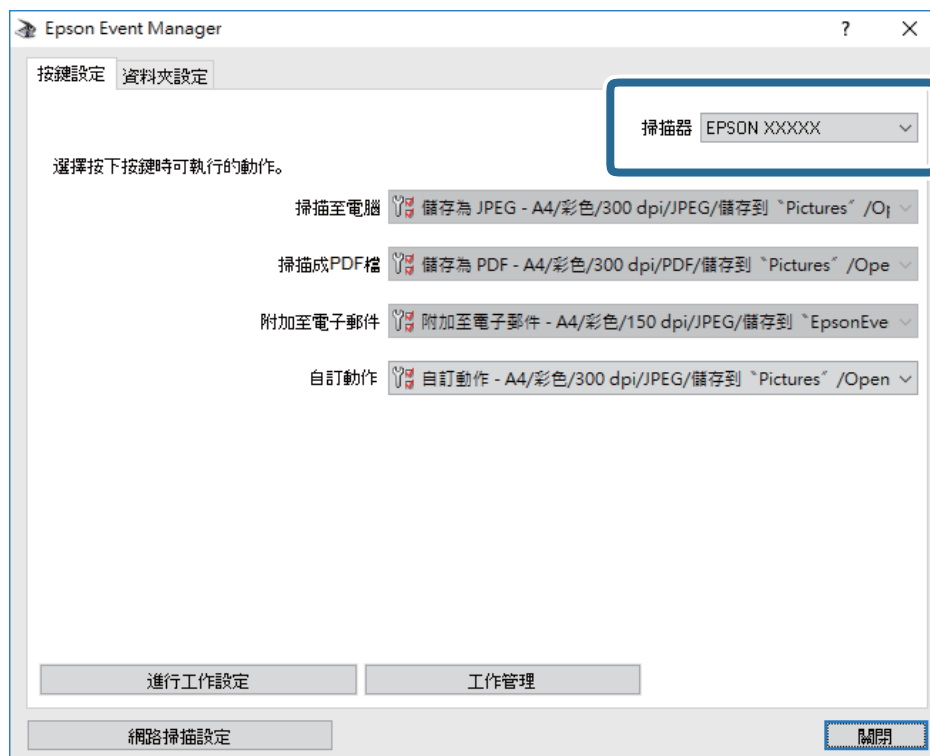 Epson Event Manager
按鍵設定 資料夾設定
掃描器 EPSON XXXXX
選擇按下按鍵時可執行的動作。
掃描至電腦 儲存為 JPEG - A4/彩色/300 dpi/JPEG/儲存到〝Pictures〞/Op
掃描成PDF檔 儲存為 PDF - A4/彩色/300 dpi/PDF/儲存到〝Pictures〞/Ope
附加至電子郵件 附加至電子郵件 - A4/彩色/150 dpi/JPEG/儲存到〝EpsonEve
自訂動作 自訂動作 - A4/彩色/300 dpi/JPEG/儲存到〝Pictures〞/Open
進行工作設定 工作管理
網路掃描設定 關閉